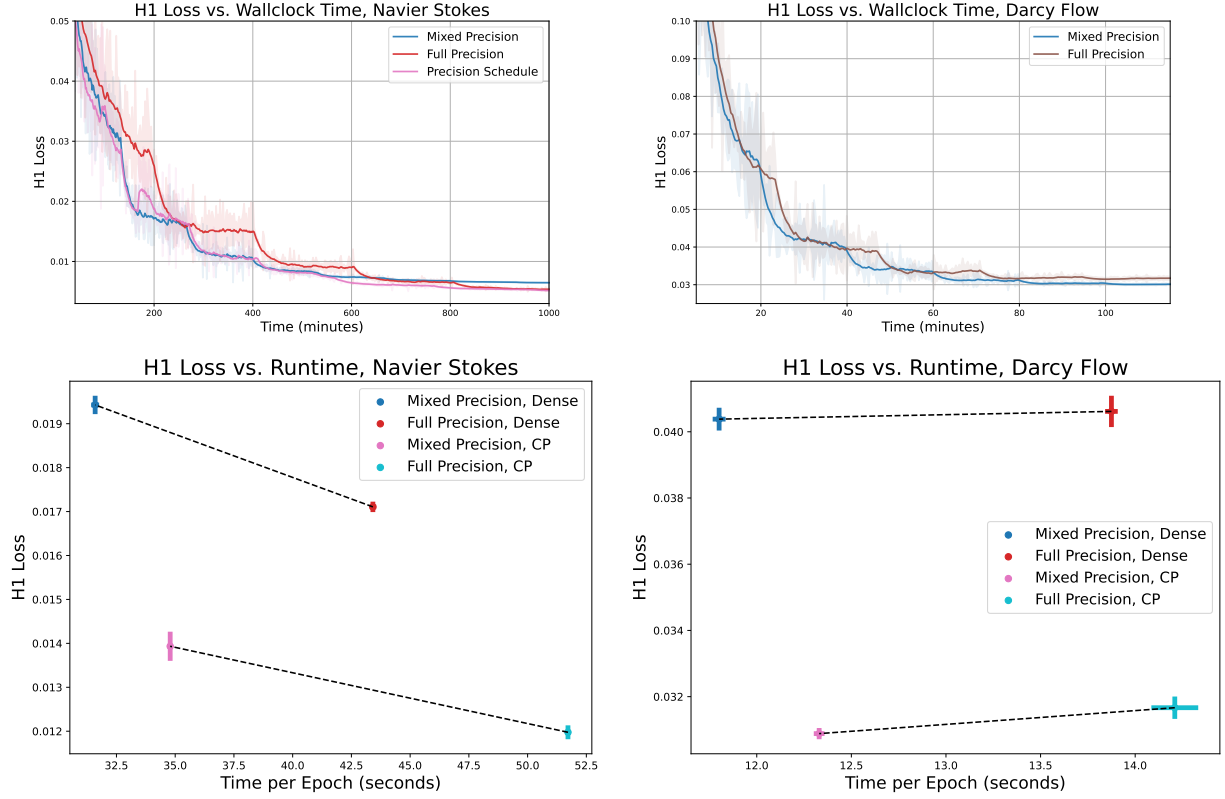 H1 Loss vs. Wallclock Time, Navier Stokes
0.05
0.04
0.03
0.02
0.01
H1 Loss
Mixed Precision
Full Precision
Precision Schedule
200 400 600 800 1000
Time (minutes)
H1 Loss vs. Wallclock Time, Darcy Flow
0.10
0.09
0.08
0.07
0.06
0.05
0.04
0.03
H1 Loss
Mixed Precision
Full Precision
20 40 60 80 100
Time (minutes)
H1 Loss vs. Runtime, Navier Stokes
0.019
0.018
0.017
0.016
0.015
0.014
0.013
0.012
H1 Loss
Mixed Precision, Dense
Full Precision, Dense
Mixed Precision, CP
Full Precision, CP
32.5 35.0 37.5 40.0 42.5 45.0 47.5 50.0 52.5
Time per Epoch (seconds)
H1 Loss vs. Runtime, Darcy Flow
0.040
0.038
0.036
0.034
0.032
H1 Loss
Mixed Precision, Dense
Full Precision, Dense
Mixed Precision, CP
Full Precision, CP
12.0 12.5 13.0 13.5 14.0
Time per Epoch (seconds)